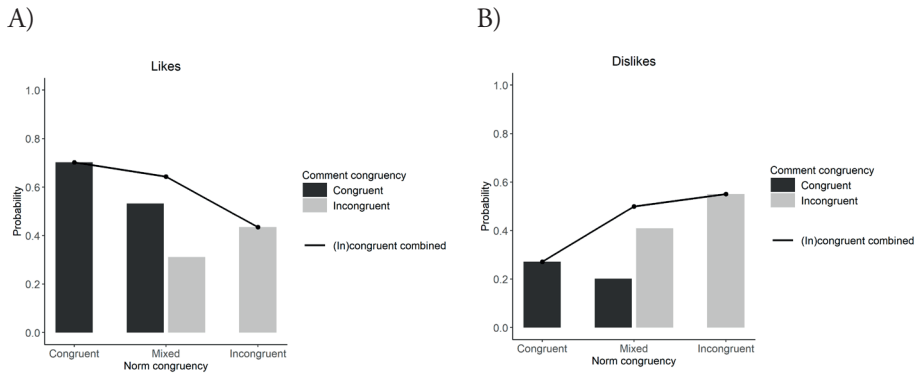 A)
Likes
1.0
0.8
0.6
0.4
0.2
0.0
Probability
Congruent Mixed Incongruent
Norm congruency
Comment congruency
Congruent
Incongruent
(In)congruent combined
B)
Dislikes
1.0
0.8
0.6
0.4
0.2
0.0
Probability
Congruent Mixed Incongruent
Norm congruency
Comment congruency
Congruent
Incongruent
(In)congruent combined